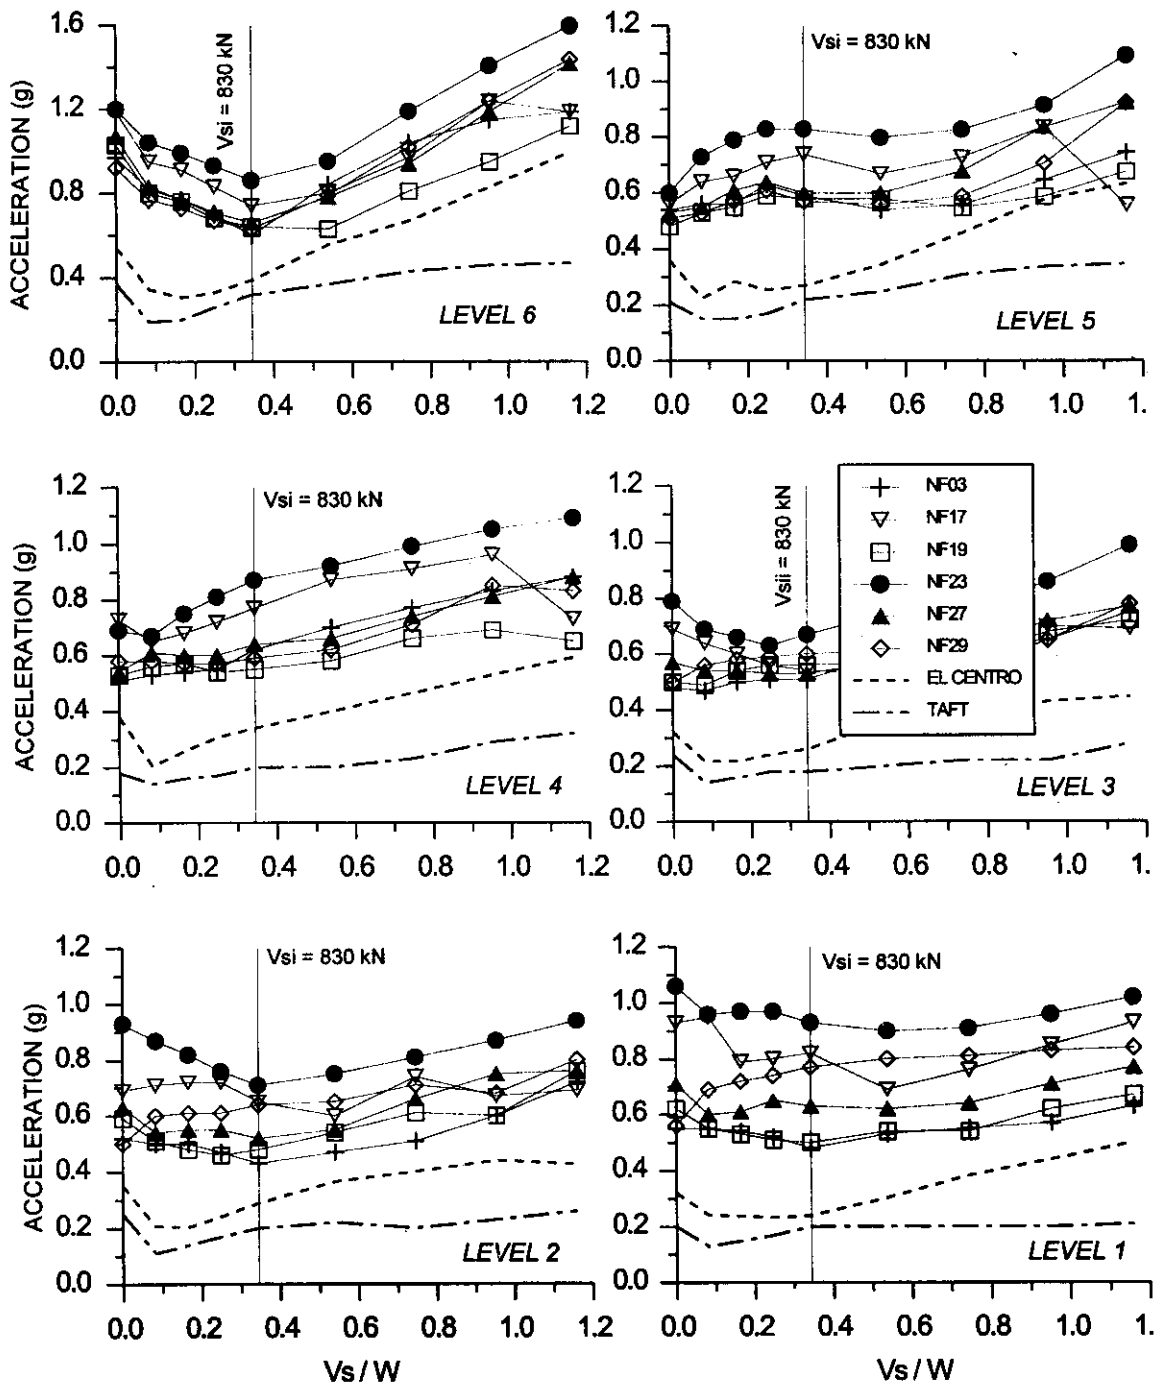 1.6
1.2
0.8
0.4
0.0
ACCELERATION (g)
Vsi = 830 kN
LEVEL 6
0.0 0.2 0.4 0.6 0.8 1.0 1.2
1.2
1.0
0.8
0.6
0.4
0.2
0.0
Vsi = 830 kN
LEVEL 5
0.0 0.2 0.4 0.6 0.8 1.0 1.
1.2
1.0
0.8
0.6
0.4
0.2
0.0
ACCELERATION (g)
Vsi = 830 kN
LEVEL 4
0.0 0.2 0.4 0.6 0.8 1.0 1.2
1.2
1.0
0.8
0.6
0.4
0.2
0.0
Vsii = 830 kN
NF03
NF17
NF19
NF23
NF27
NF29
EL CENTRO
TAFT
LEVEL 3
0.0 0.2 0.4 0.6 0.8 1.0 1.
1.2
1.0
0.8
0.6
0.4
0.2
0.0
ACCELERATION (g)
Vsi = 830 kN
LEVEL 2
0.0 0.2 0.4 0.6 0.8 1.0 1.2
Vs / W
1.2
1.0
0.8
0.6
0.4
0.2
0.0
Vsi = 830 kN
LEVEL 1
0.0 0.2 0.4 0.6 0.8 1.0 1.
Vs / W